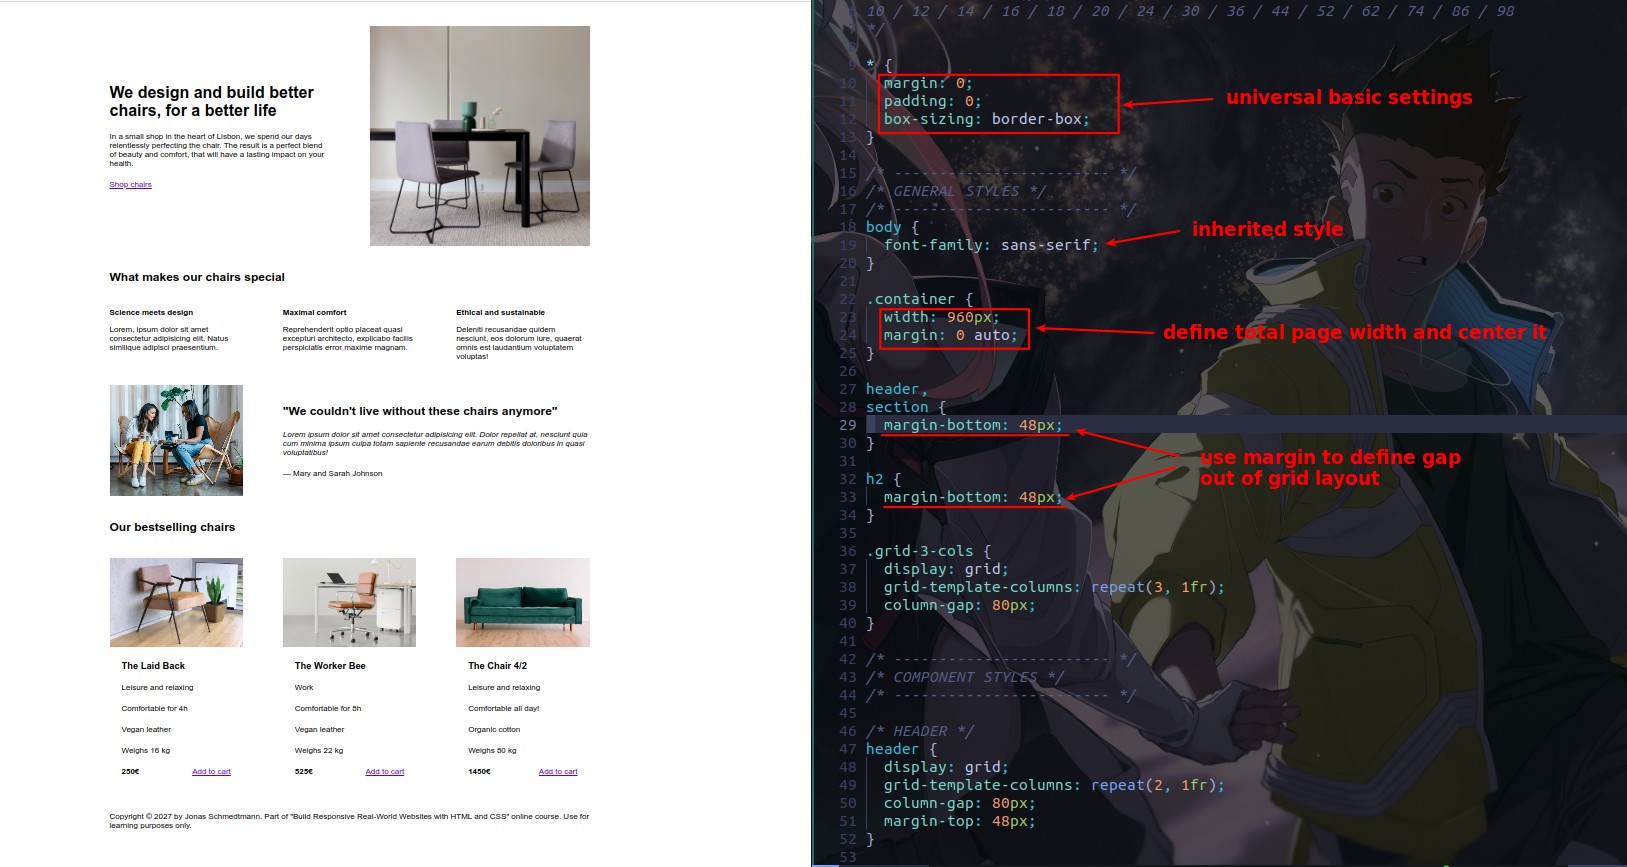 We design and build better
chairs, for a better life
In a small shop in the heart of Lisbon, we spend our days
relentlessly perfecting the chair. The result is a perfect blend
of beauty and comfort, that will have a lasting impact on your
health.
Shop chairs
What makes our chairs special
Science meets design
Lorem, ipsum dolor sit amet
consectetur adipisicing elit. Natus
similique adipisci praesentium.
Maximal comfort
Reprehenderit optio placeat quasi
excepturi architecto, explicabo facilis
perspiciatis error maxime magnam.
Ethical and sustainable
Deleniti recusandae quidem
nesciunt, eos dolorum iure, quaerat
omnis est laudantium voluptatem
voluptas!
"We couldn't live without these chairs anymore"
Lorem ipsum dolor sit amet consectetur adipisicing elit. Dolor repellat at, nesciunt quia
cum minima ipsum culpa totam sapiente recusandae earum debitis doloribus in quasi
voluptatibus!
— Mary and Sarah Johnson
Our bestselling chairs
The Laid Back
Leisure and relaxing
Comfortable for 4h
Vegan leather
Weighs 16 kg
250€ Add to cart
The Worker Bee
Work
Comfortable for 8h
Vegan leather
Weighs 22 kg
525€ Add to cart
The Chair 4/2
Leisure and relaxing
Comfortable all day!
Organic cotton
Weighs 80 kg
1450€ Add to cart
Copyright © 2027 by Jonas Schmedtmann. Part of "Build Responsive Real-World Websites with HTML and CSS" online course. Use for
learning purposes only.
10 / 12 / 14 / 16 / 18 / 20 / 24 / 30 / 36 / 44 / 52 / 62 / 74 / 86 / 98
*/
9 * {
10 margin: 0;
11 padding: 0;
12 box-sizing: border-box;
13 }
universal basic settings
14
15 /* ------------------------ */
16 /* GENERAL STYLES */
17 /* ------------------------ */
18 body {
19 font-family: sans-serif;
20 }
inherited style
21
22 .container {
23 width: 960px;
24 margin: 0 auto;
25 }
define total page width and center it
26
27 header,
28 section {
29 margin-bottom: 48px;
30 }
31
32 h2 {
33 margin-bottom: 48px;
34 }
use margin to define gap
out of grid layout
35
36 .grid-3-cols {
37 display: grid;
38 grid-template-columns: repeat(3, 1fr);
39 column-gap: 80px;
40 }
41
42 /* ------------------------ */
43 /* COMPONENT STYLES */
44 /* ------------------------ */
45
46 /* HEADER */
47 header {
48 display: grid;
49 grid-template-columns: repeat(2, 1fr);
50 column-gap: 80px;
51 margin-top: 48px;
52 }
53